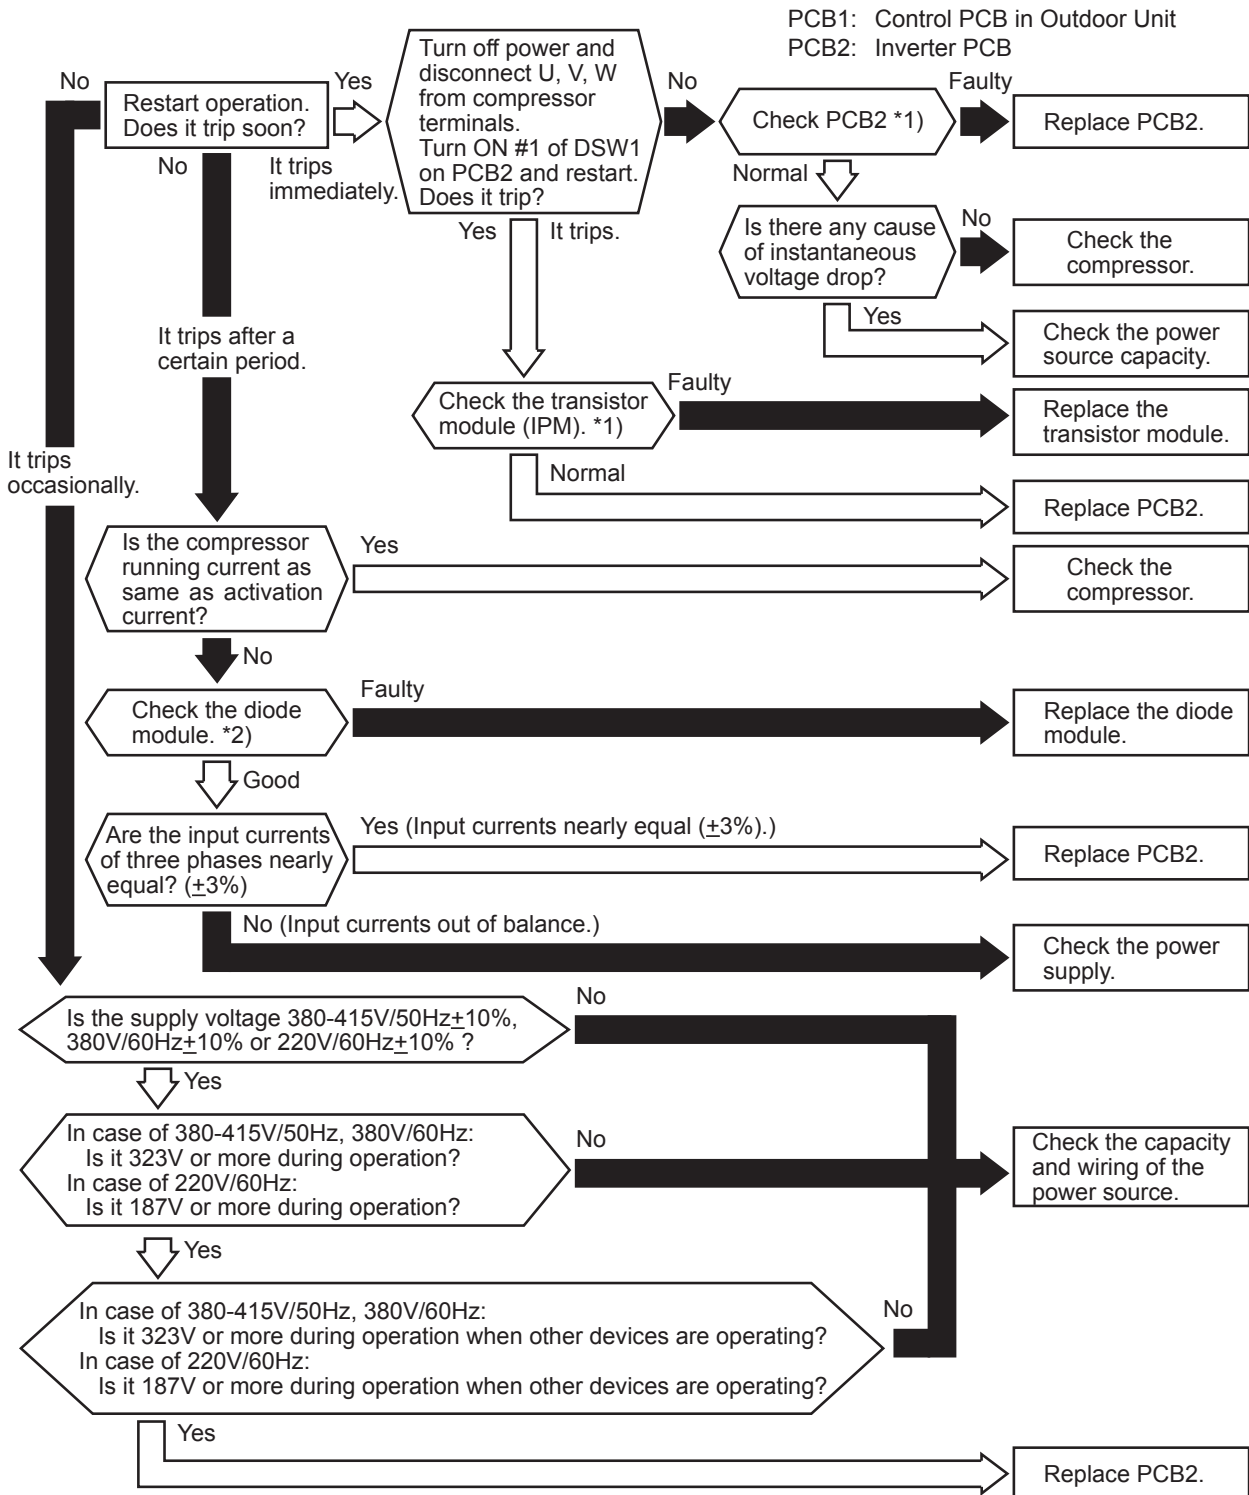 PCB1: Control PCB in Outdoor Unit
PCB2: Inverter PCB
No
Restart operation.
Does it trip soon?
Yes
No
It trips
immediately.
Turn off power and
disconnect U, V, W
from compressor
terminals.
Turn ON #1 of DSW1
on PCB2 and restart.
Does it trip?
No
Check PCB2 *1)
Faulty
Replace PCB2.
Normal
Is there any cause
of instantaneous
voltage drop?
No
Check the
compressor.
Yes
Check the power
source capacity.
Yes
It trips.
It trips after a
certain period.
Check the transistor
module (IPM). *1)
Faulty
Replace the
transistor module.
Normal
Replace PCB2.
It trips
occasionally.
Is the compressor
running current as
same as activation
current?
Yes
Check the
compressor.
No
Check the diode
module. *2)
Faulty
Replace the diode
module.
Good
Are the input currents
of three phases nearly
equal? (±3%)
Yes (Input currents nearly equal (±3%).)
Replace PCB2.
No (Input currents out of balance.)
Check the power
supply.
Is the supply voltage 380-415V/50Hz±10%,
380V/60Hz±10% or 220V/60Hz±10% ?
No
Yes
In case of 380-415V/50Hz, 380V/60Hz:
Is it 323V or more during operation?
In case of 220V/60Hz:
Is it 187V or more during operation?
No
Check the capacity
and wiring of the
power source.
Yes
In case of 380-415V/50Hz, 380V/60Hz:
Is it 323V or more during operation when other devices are operating?
In case of 220V/60Hz:
Is it 187V or more during operation when other devices are operating?
No
Yes
Replace PCB2.